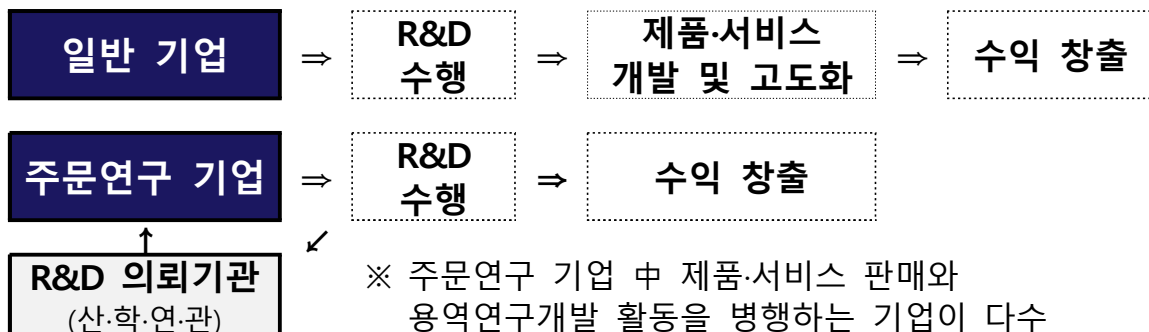 일반 기업 ⇒ R&D 수행 ⇒ 제품·서비스 개발 및 고도화 ⇒ 수익 창출
주문연구 기업 ⇒ R&D 수행 ⇒ 수익 창출
↑ ↙
R&D 의뢰기관
(산·학·연·관)
※ 주문연구 기업 中 제품·서비스 판매와
용역연구개발 활동을 병행하는 기업이 다수